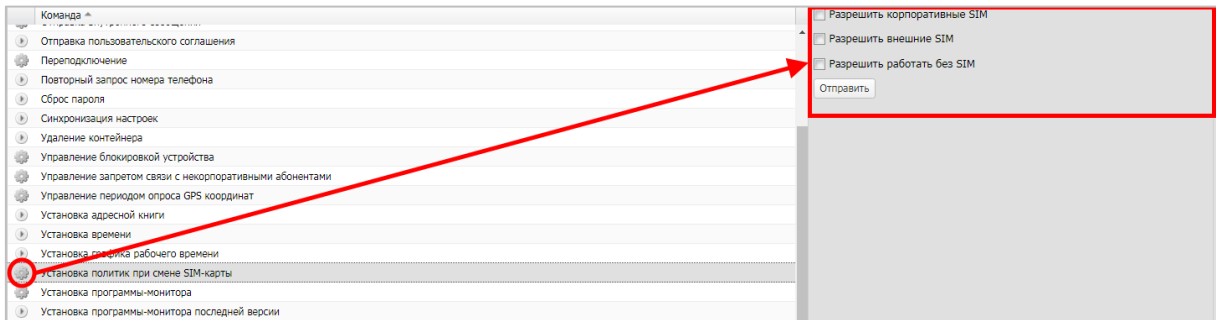 Команда
Отправка пользовательского соглашения
Переподключение
Повторный запрос номера телефона
Сброс пароля
Синхронизация настроек
Удаление контейнера
Управление блокировкой устройства
Управление запретом связи с некорпоративными абонентами
Управление периодом опроса GPS координат
Установка адресной книги
Установка времени
Установка графика рабочего времени
Установка политик при смене SIM-карты
Установка программы-монитора
Установка программы-монитора последней версии
Разрешить корпоративные SIM
Разрешить внешние SIM
Разрешить работать без SIM
Отправить